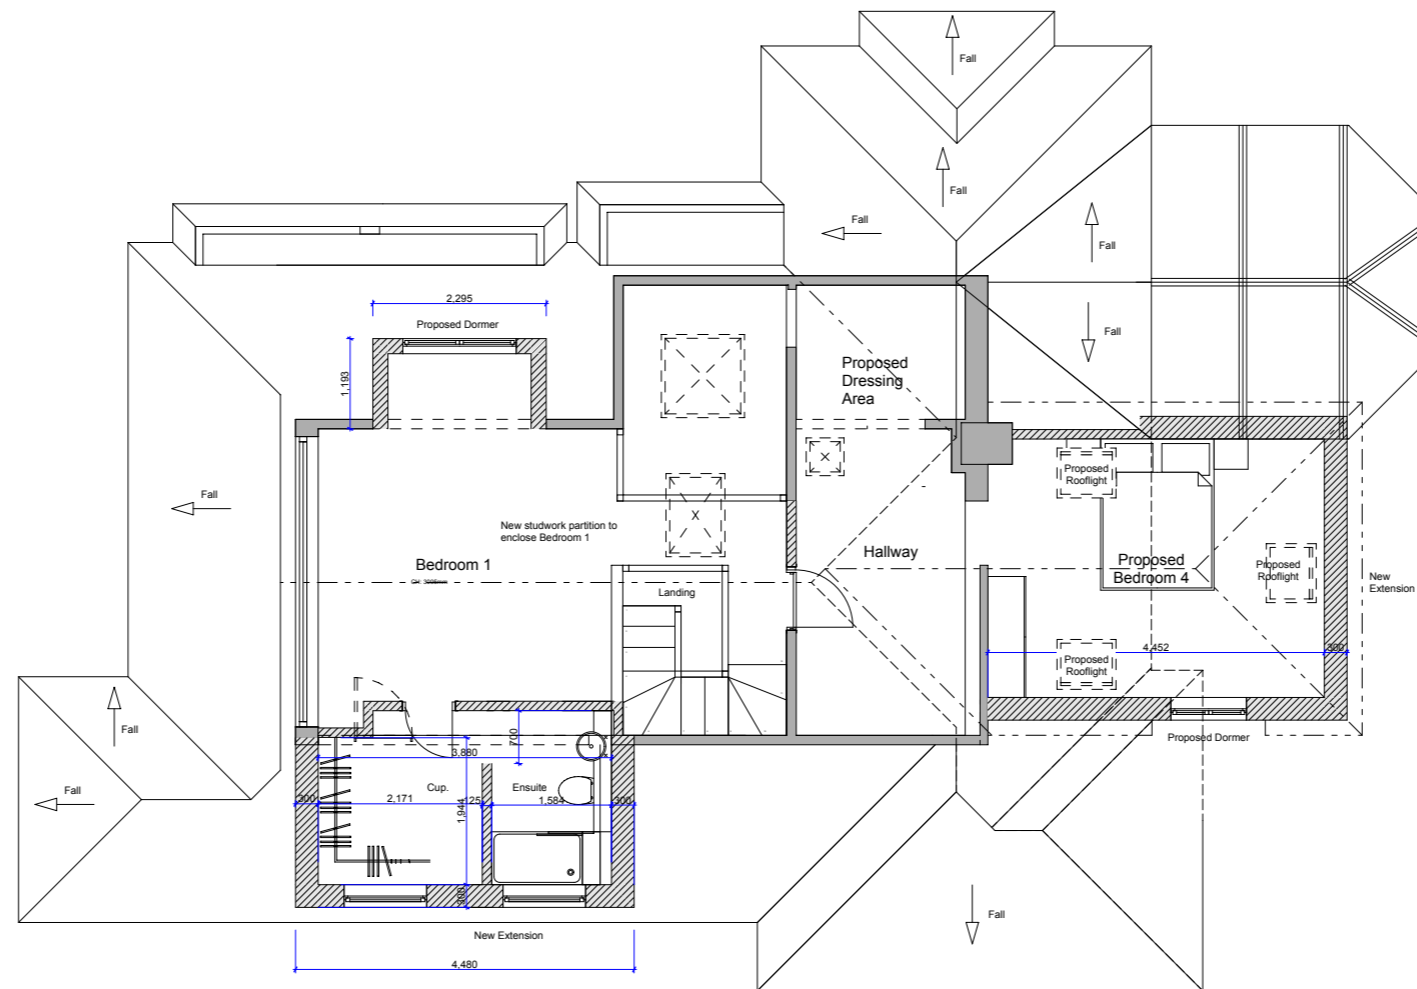 Fall
Fall
Fall
Fall
Fall
2,295
Proposed Dormer
1,193
Proposed
Dressing
Area
Proposed
Rooflight
Fall
New studwork partition to
enclose Bedroom 1
Bedroom 1
Hallway
Proposed
Bedroom 4
Proposed
Rooflight
New
Extension
Landing
Proposed
Rooflight
4,452
300
Fall
700
Proposed Dormer
3,880
Fall
Cup.
Ensuite
300
2,171
1,944
125
1,584
300
Fall
New Extension
4,480